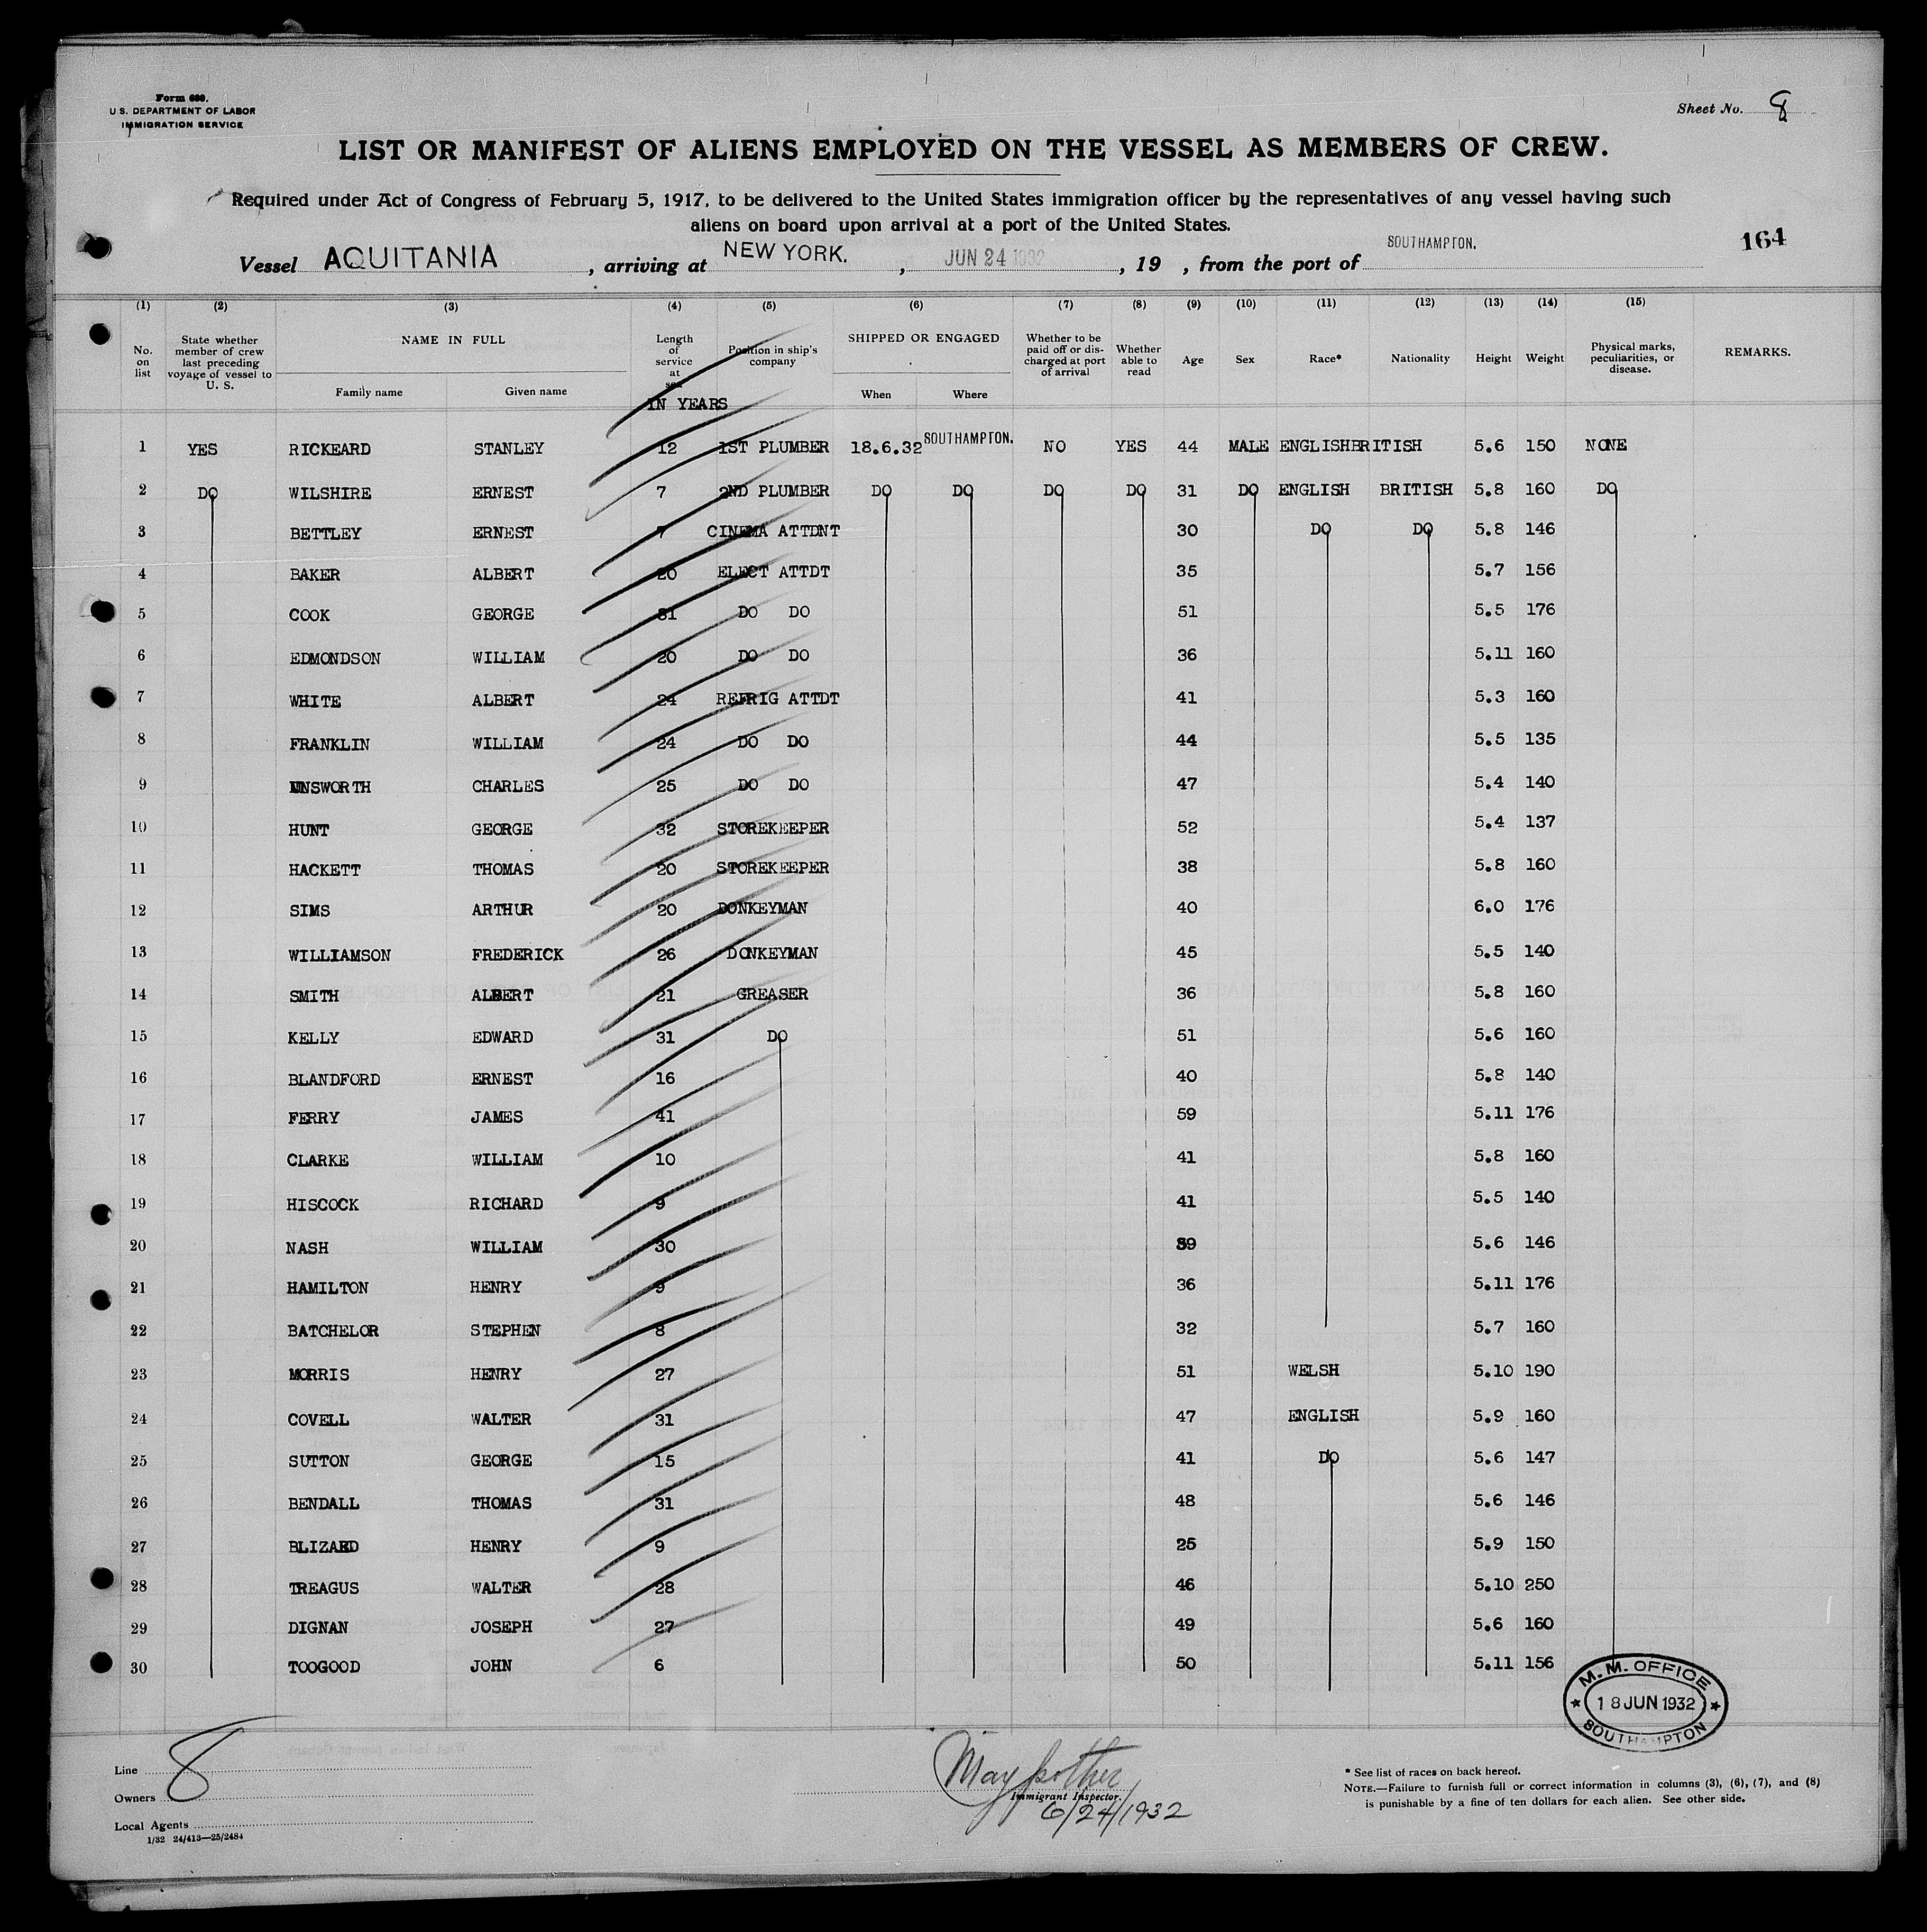 Form 680.
U.S. DEPARTMENT OF LABOR
IMMIGRATION SERVICE
Sheet No. 8
LIST OR MANIFEST OF ALIENS EMPLOYED ON THE VESSEL AS MEMBERS OF CREW.
Required under Act of Congress of February 5, 1917, to be delivered to the United States immigration officer by the representatives of any vessel having such
aliens on board upon arrival at a port of the United States.
164
Vessel AQUITANIA, arriving at NEW YORK., JUN 24 1932, 19 , from the port of SOUTHAMPTON.
(1) (2) (3) (4) (5) (6) (7) (8) (9) (10) (11) (12) (13) (14) (15)
No. on list State whether member of crew last preceding voyage of vessel to U. S. NAME IN FULL Family name Given name Length of service at sea IN YEARS Position in ship's company SHIPPED OR ENGAGED When Where Whether to be paid off or discharged at port of arrival Whether able to read Age Sex Race* Nationality Height Weight Physical marks, peculiarities, or disease. REMARKS.
1 YES RICKEARD STANLEY 12 1ST PLUMBER 18.6.32 SOUTHAMPTON. NO YES 44 MALE ENGLISH BRITISH 5.6 150 NONE
2 DO WILSHIRE ERNEST 7 2ND PLUMBER DO DO DO DO 31 DO ENGLISH BRITISH 5.8 160 DO
3 BETTLEY ERNEST 7 CINEMA ATTDNT 30 DO DO 5.8 146
4 BAKER ALBERT 20 ELECT ATTDT 35 5.7 156
5 COOK GEORGE 31 DO DO 51 5.5 176
6 EDMONDSON WILLIAM 20 DO DO 36 5.11 160
7 WHITE ALBERT 24 REFRIG ATTDT 41 5.3 160
8 FRANKLIN WILLIAM 24 DO DO 44 5.5 135
9 UNSWORTH CHARLES 25 DO DO 47 5.4 140
10 HUNT GEORGE 32 STOREKEEPER 52 5.4 137
11 HACKETT THOMAS 20 STOREKEEPER 38 5.8 160
12 SIMS ARTHUR 20 DONKEYMAN 40 6.0 176
13 WILLIAMSON FREDERICK 26 DONKEYMAN 45 5.5 140
14 SMITH ALBERT 21 GREASER 36 5.8 160
15 KELLY EDWARD 31 DO 51 5.6 160
16 BLANDFORD ERNEST 16 40 5.8 140
17 FERRY JAMES 41 59 5.11 176
18 CLARKE WILLIAM 10 41 5.8 160
19 HISCOCK RICHARD 9 41 5.5 140
20 NASH WILLIAM 30 39 5.6 146
21 HAMILTON HENRY 9 36 5.11 176
22 BATCHELOR STEPHEN 8 32 5.7 160
23 MORRIS HENRY 27 51 WELSH 5.10 190
24 COVELL WALTER 31 47 ENGLISH 5.9 160
25 SUTTON GEORGE 15 41 DO 5.6 147
26 BENDALL THOMAS 31 48 5.6 146
27 BLIZARD HENRY 9 25 5.9 150
28 TREAGUS WALTER 28 46 5.10 250
29 DIGNAN JOSEPH 27 49 5.6 160
30 TOOGOOD JOHN 6 50 5.11 156
M.M. OFFICE
18 JUN 1932
SOUTHAMPTON
Line
Owners
Local Agents
8
1/32 24/413—25/2484
Immigrant Inspector.
6/24/1932
* See list of races on back hereof.
NOTE.—Failure to furnish full or correct information in columns (3), (6), (7), and (8)
is punishable by a fine of ten dollars for each alien. See other side.